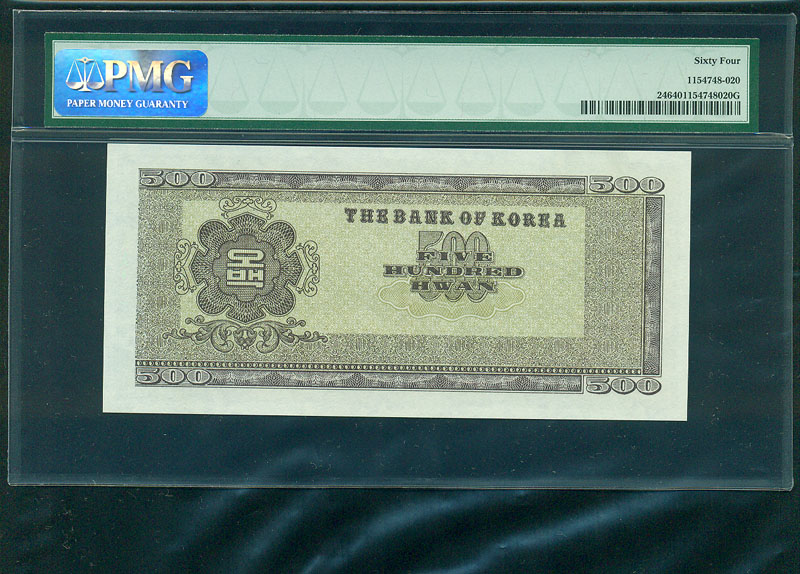 PMG
PAPER MONEY GUARANTY
Sixty Four
1154748-020
246401154748020G
500
500
THE BANK OF KOREA
500
FIVE
HUNDRED
HWAN
오백
500
500